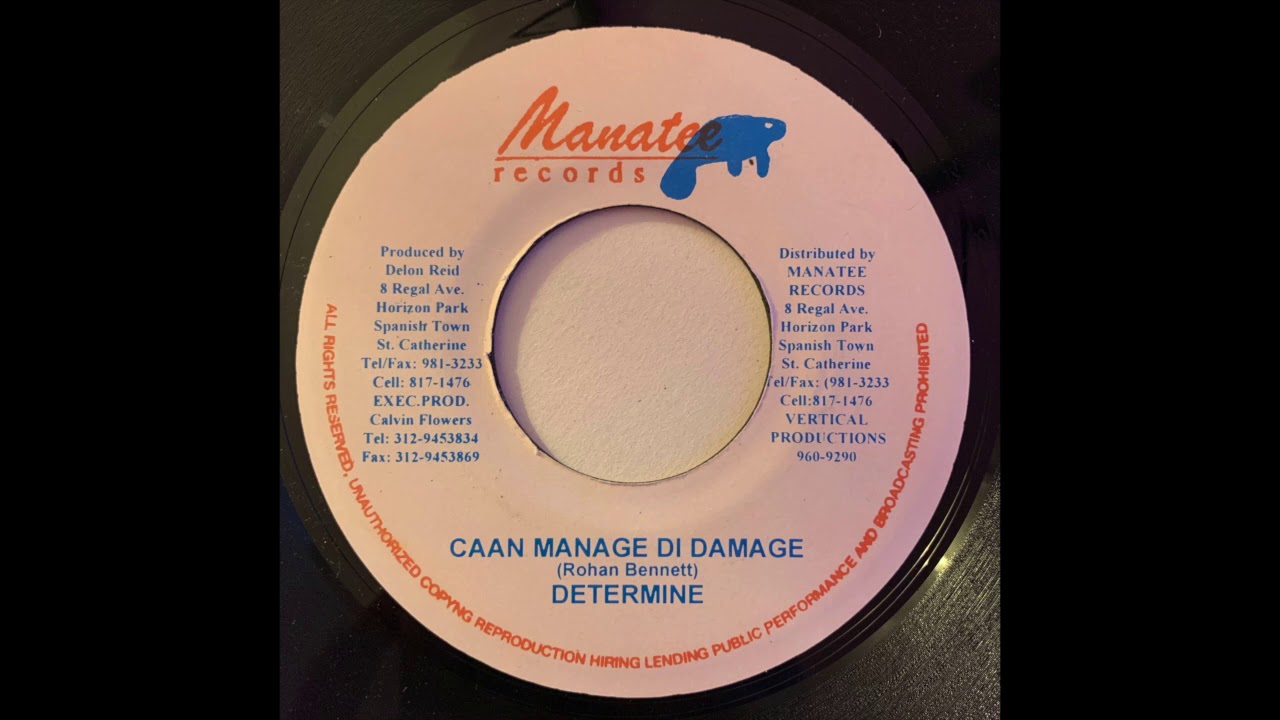 Manatee
records
Produced by
Delon Reid
8 Regal Ave.
Horizon Park
Spanish Town
St. Catherine
Tel/Fax: 981-3233
Cell: 817-1476
EXEC.PROD.
Calvin Flowers
Tel: 312-9453834
Fax: 312-9453869
Distributed by
MANATEE
RECORDS
8 Regal Ave.
Horizon Park
Spanish Town
St. Catherine
Tel/Fax: (981-3233
Cell:817-1476
VERTICAL
PRODUCTIONS
960-9290
CAAN MANAGE DI DAMAGE
(Rohan Bennett)
DETERMINE
ALL RIGHTS RESERVED, UNAUTHORIZED COPYNG REPRODUCTION HIRING LENDING PUBLIC PERFORMANCE AND BROADCASTING PROHIBITED